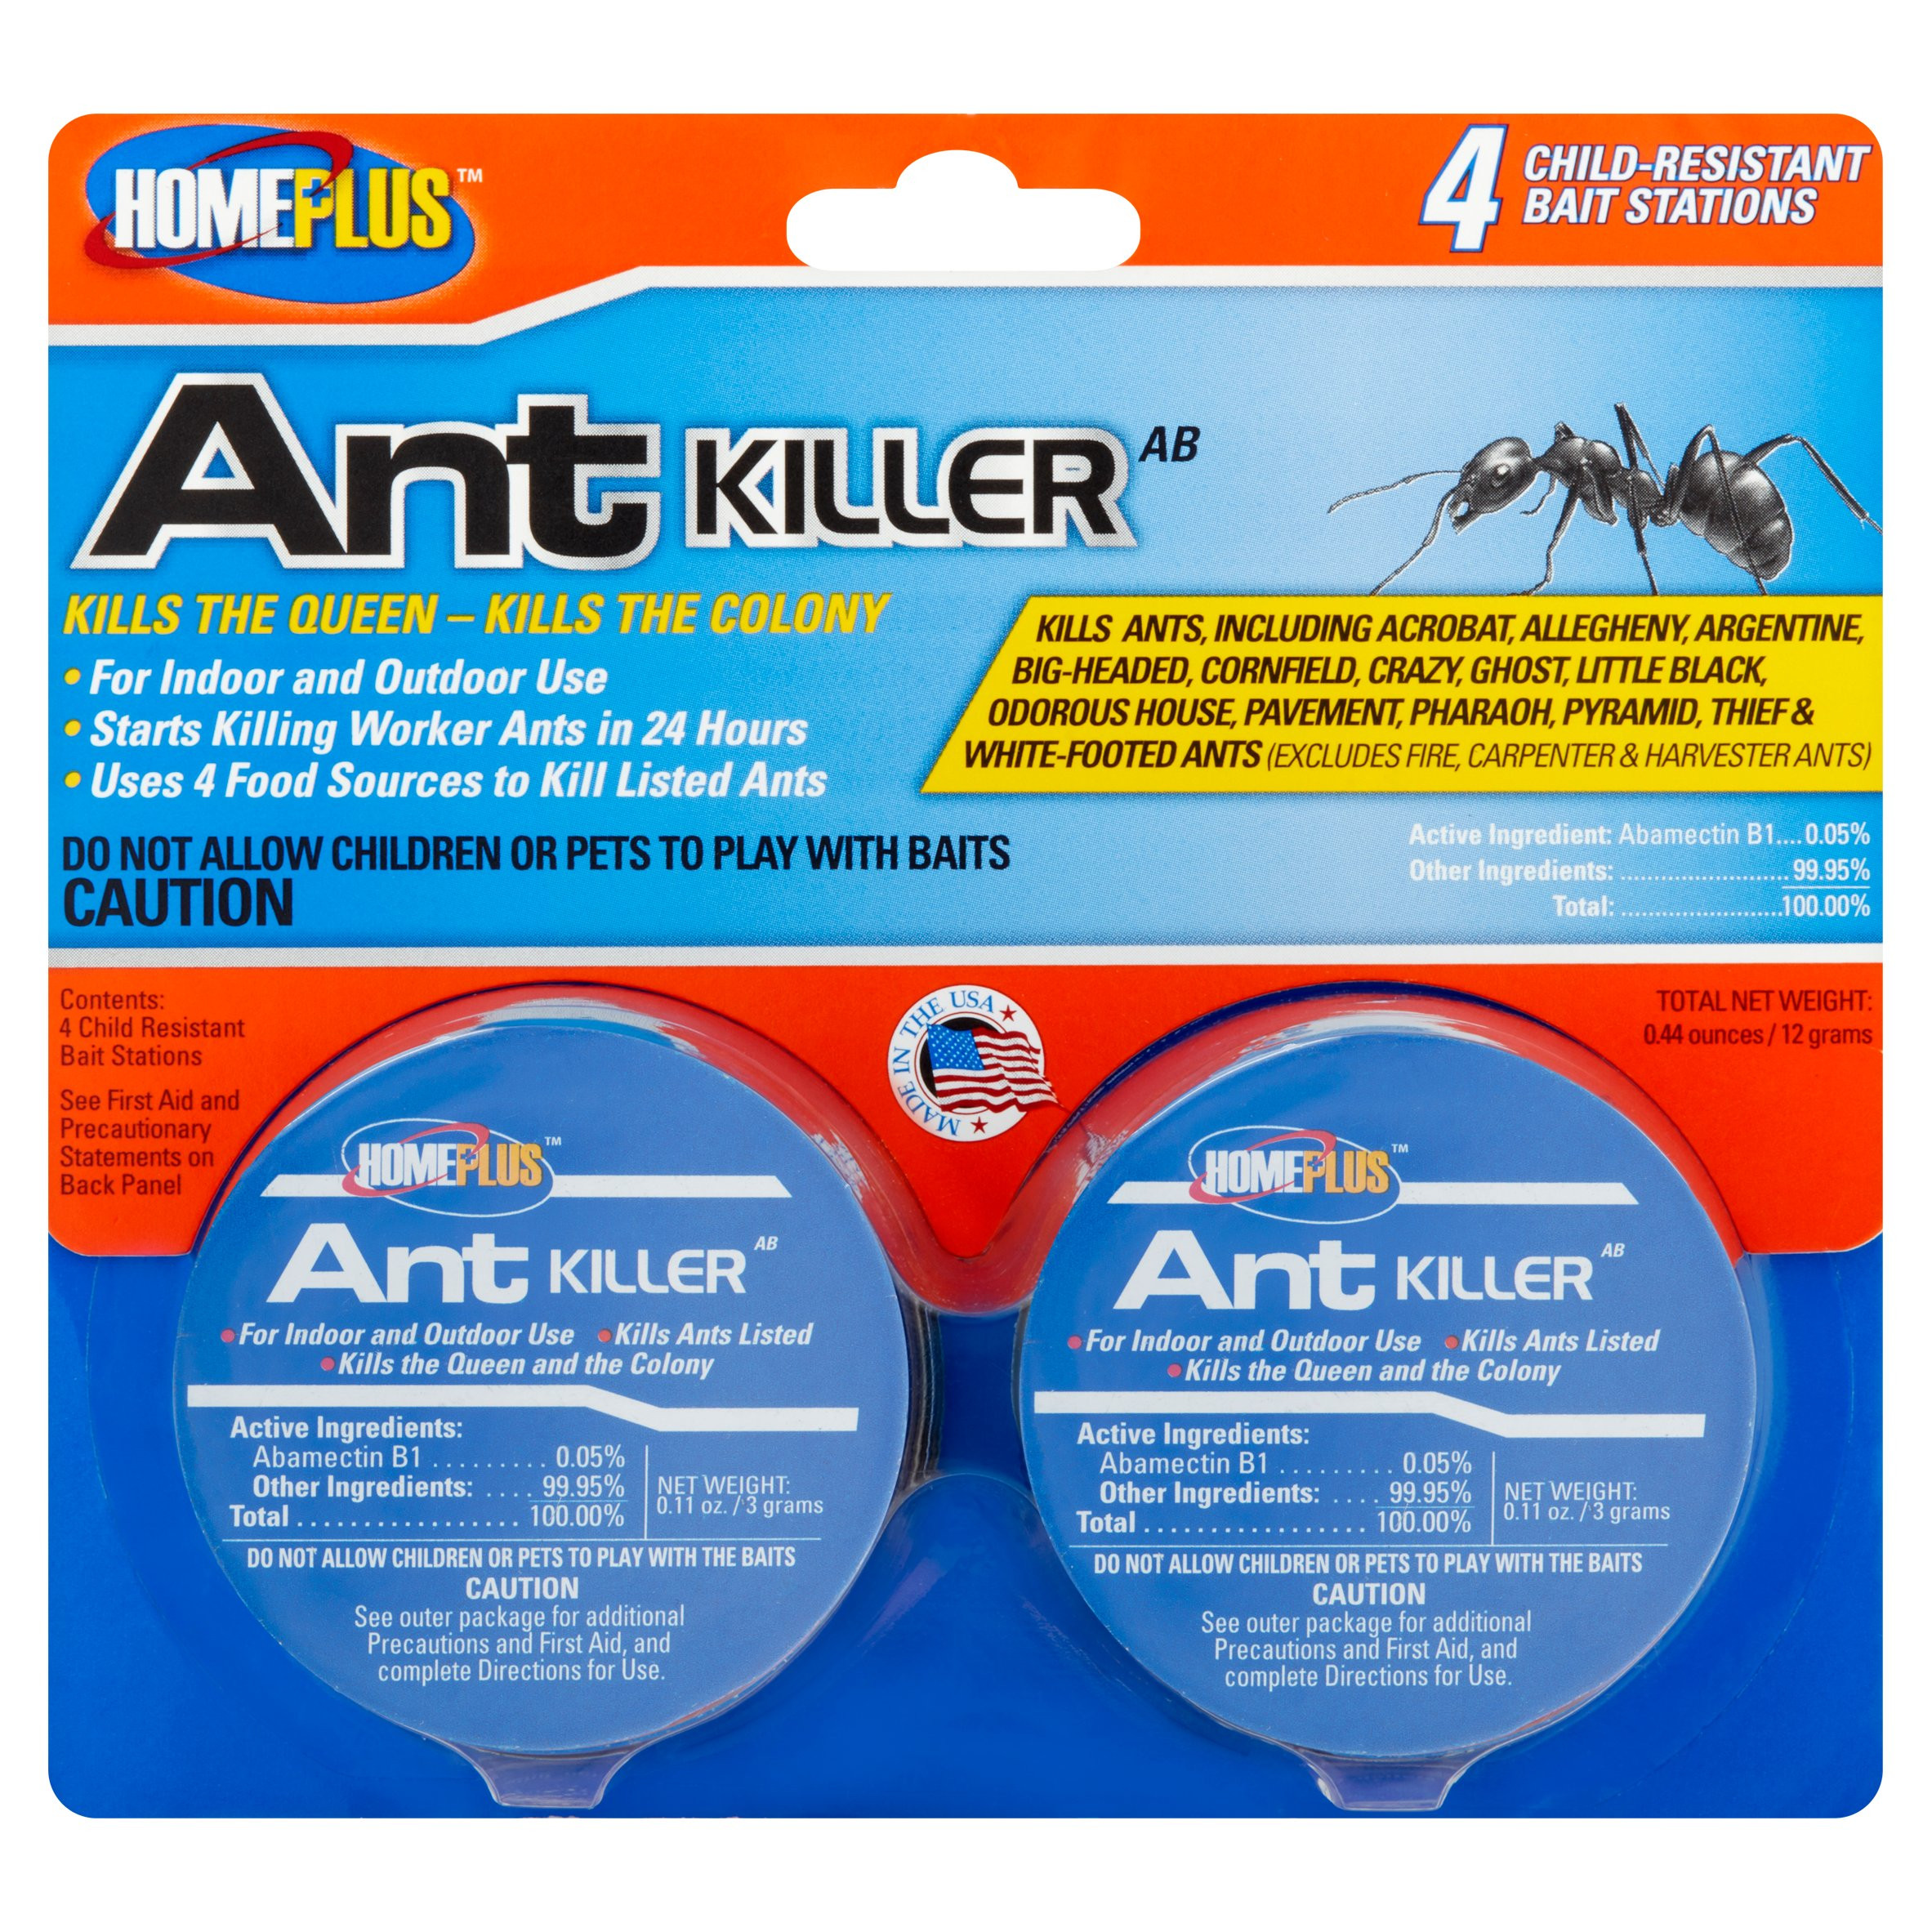 HOMEPLUS™
4 CHILD-RESISTANT
BAIT STATIONS
Ant KILLER AB
KILLS THE QUEEN – KILLS THE COLONY
• For Indoor and Outdoor Use
• Starts Killing Worker Ants in 24 Hours
• Uses 4 Food Sources to Kill Listed Ants
KILLS ANTS, INCLUDING ACROBAT, ALLEGHENY, ARGENTINE,
BIG-HEADED, CORNFIELD, CRAZY, GHOST, LITTLE BLACK,
ODOROUS HOUSE, PAVEMENT, PHARAOH, PYRAMID, THIEF &
WHITE-FOOTED ANTS (EXCLUDES FIRE, CARPENTER & HARVESTER ANTS)
DO NOT ALLOW CHILDREN OR PETS TO PLAY WITH BAITS
CAUTION
Active Ingredient: Abamectin B1....0.05%
Other Ingredients: ........................ 99.95%
Total: .......................100.00%
Contents:
4 Child Resistant
Bait Stations
See First Aid and
Precautionary
Statements on
Back Panel
MADE IN THE USA
TOTAL NET WEIGHT:
0.44 ounces / 12 grams
HOMEPLUS™
Ant KILLER AB
• For Indoor and Outdoor Use • Kills Ants Listed
• Kills the Queen and the Colony
Active Ingredients:
Abamectin B1 ......... 0.05%
Other Ingredients: .... 99.95%
Total ................. 100.00%
NET WEIGHT:
0.11 oz. / 3 grams
DO NOT ALLOW CHILDREN OR PETS TO PLAY WITH THE BAITS
CAUTION
See outer package for additional
Precautions and First Aid, and
complete Directions for Use.
HOMEPLUS™
Ant KILLER AB
• For Indoor and Outdoor Use • Kills Ants Listed
• Kills the Queen and the Colony
Active Ingredients:
Abamectin B1 ......... 0.05%
Other Ingredients: .... 99.95%
Total ................. 100.00%
NET WEIGHT:
0.11 oz. / 3 grams
DO NOT ALLOW CHILDREN OR PETS TO PLAY WITH THE BAITS
CAUTION
See outer package for additional
Precautions and First Aid, and
complete Directions for Use.